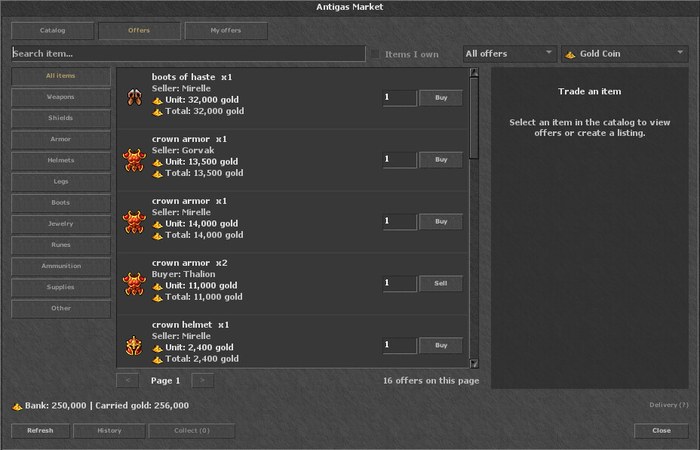 Antigas Market
Catalog Offers My offers
Search item... Items I own All offers Gold Coin
All items
Weapons
Shields
Armor
Helmets
Legs
Boots
Jewelry
Runes
Ammunition
Supplies
Other
boots of haste x1
Seller: Mirelle
Unit: 32,000 gold
Total: 32,000 gold
1 Buy
crown armor x1
Seller: Gorvak
Unit: 13,500 gold
Total: 13,500 gold
1 Buy
crown armor x1
Seller: Mirelle
Unit: 14,000 gold
Total: 14,000 gold
1 Buy
crown armor x2
Buyer: Thalion
Unit: 11,000 gold
Total: 11,000 gold
1 Sell
crown helmet x1
Seller: Mirelle
Unit: 2,400 gold
Total: 2,400 gold
1 Buy
< Page 1 > 16 offers on this page
Trade an item
Select an item in the catalog to view
offers or create a listing.
Bank: 250,000 | Carried gold: 256,000 Delivery (?)
Refresh History Collect (0) Close